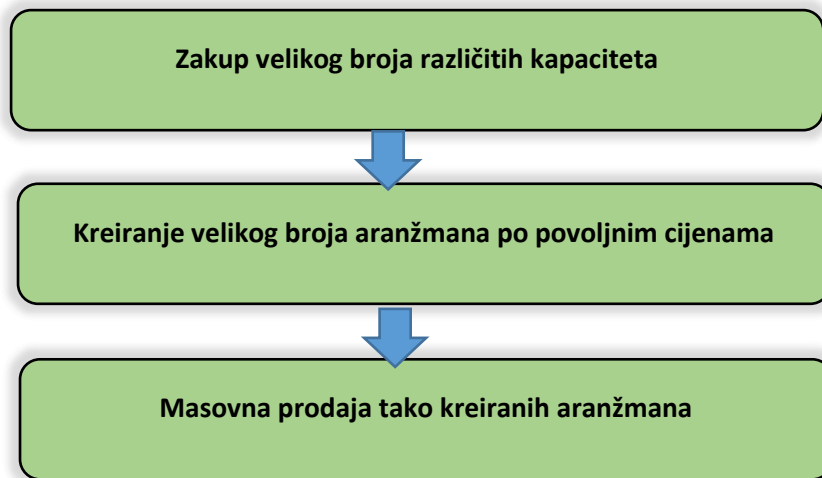 Zakup velikog broja različitih kapaciteta
Kreiranje velikog broja aranžmana po povoljnim cijenama
Masovna prodaja tako kreiranih aranžmana